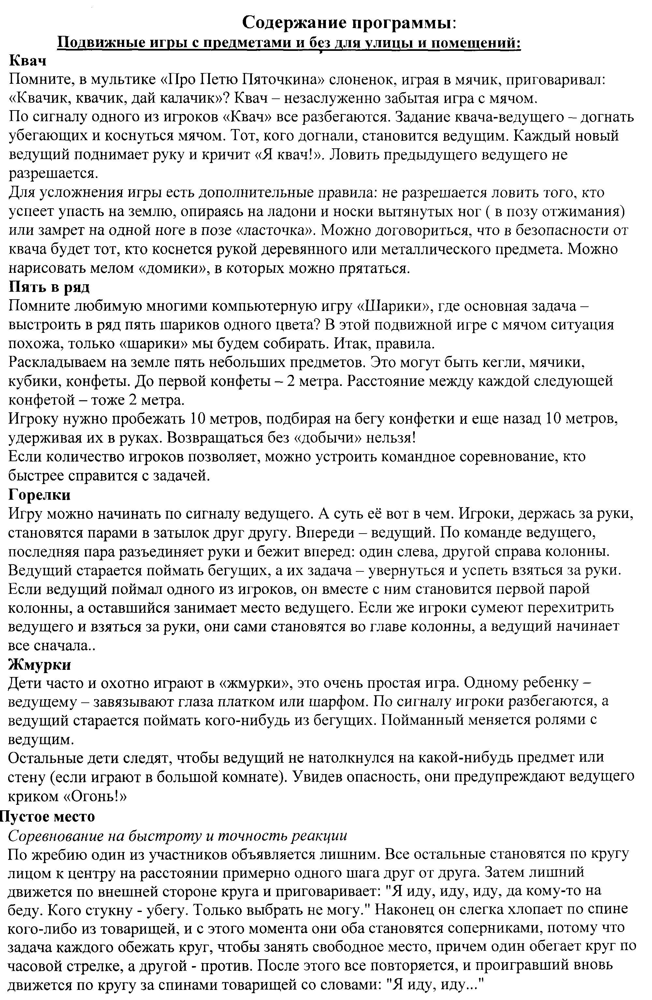 Содержание программы:
Подвижные игры с предметами и без для улицы и помещений:
Квач
Помните, в мультике «Про Петю Пяточкина» слоненок, играя в мячик, приговаривал:
«Квачик, квачик, дай калачик»? Квач – незаслуженно забытая игра с мячом.
По сигналу одного из игроков «Квач» все разбегаются. Задание квача-ведущего – догнать
убегающих и коснуться мячом. Тот, кого догнали, становится ведущим. Каждый новый
ведущий поднимает руку и кричит «Я квач!». Ловить предыдущего ведущего не
разрешается.
Для усложнения игры есть дополнительные правила: не разрешается ловить того, кто
успеет упасть на землю, опираясь на ладони и носки вытянутых ног ( в позу отжимания)
или замрет на одной ноге в позе «ласточка». Можно договориться, что в безопасности от
квача будет тот, кто коснется рукой деревянного или металлического предмета. Можно
нарисовать мелом «домики», в которых можно прятаться.
Пять в ряд
Помните любимую многими компьютерную игру «Шарики», где основная задача –
выстроить в ряд пять шариков одного цвета? В этой подвижной игре с мячом ситуация
похожа, только «шарики» мы будем собирать. Итак, правила.
Раскладываем на земле пять небольших предметов. Это могут быть кегли, мячики,
кубики, конфеты. До первой конфеты – 2 метра. Расстояние между каждой следующей
конфетой – тоже 2 метра.
Игроку нужно пробежать 10 метров, подбирая на бегу конфетки и еще назад 10 метров,
удерживая их в руках. Возвращаться без «добычи» нельзя!
Если количество игроков позволяет, можно устроить командное соревнование, кто
быстрее справится с задачей.
Горелки
Игру можно начинать по сигналу ведущего. А суть её вот в чем. Игроки, держась за руки,
становятся парами в затылок друг другу. Впереди – ведущий. По команде ведущего,
последняя пара разъединяет руки и бежит вперед: один слева, другой справа колонны.
Ведущий старается поймать бегущих, а их задача – увернуться и успеть взяться за руки.
Если ведущий поймал одного из игроков, он вместе с ним становится первой парой
колонны, а оставшийся занимает место ведущего. Если же игроки сумеют перехитрить
ведущего и взяться за руки, они сами становятся во главе колонны, а ведущий начинает
все сначала..
Жмурки
Дети часто и охотно играют в «жмурки», это очень простая игра. Одному ребенку –
ведущему – завязывают глаза платком или шарфом. По сигналу игроки разбегаются, а
ведущий старается поймать кого-нибудь из бегущих. Пойманный меняется ролями с
ведущим.
Остальные дети следят, чтобы ведущий не натолкнулся на какой-нибудь предмет или
стену (если играют в большой комнате). Увидев опасность, они предупреждают ведущего
криком «Огонь!»
Пустое место
Соревнование на быстроту и точность реакции
По жребию один из участников объявляется лишним. Все остальные становятся по кругу
лицом к центру на расстоянии примерно одного шага друг от друга. Затем лишний
движется по внешней стороне круга и приговаривает: "Я иду, иду, иду, да кому-то на
беду. Кого стукну - убегу. Только выбрать не могу." Наконец он слегка хлопает по спине
кого-либо из товарищей, и с этого момента они оба становятся соперниками, потому что
задача каждого обежать круг, чтобы занять свободное место, причем один обегает круг по
часовой стрелке, а другой - против. После этого все повторяется, и проигравший вновь
движется по кругу за спинами товарищей со словами: "Я иду, иду..."